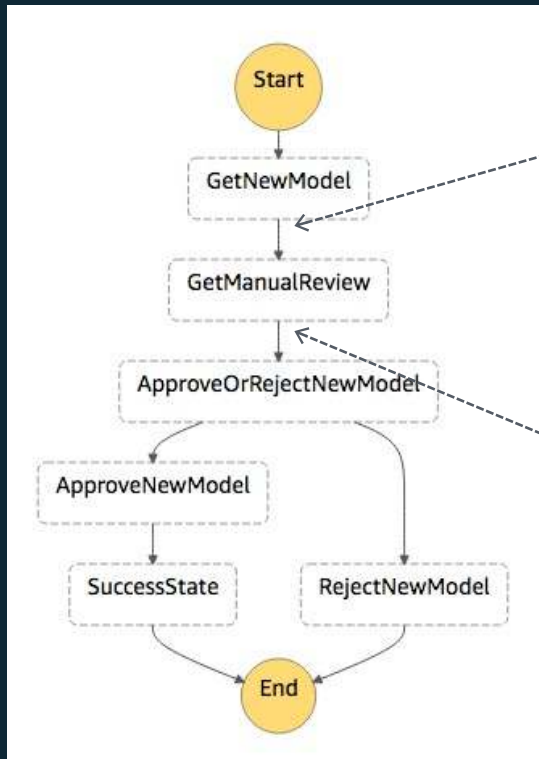 Start
GetNewModel
GetManualReview
ApproveOrRejectNewModel
ApproveNewModel
SuccessState
RejectNewModel
End